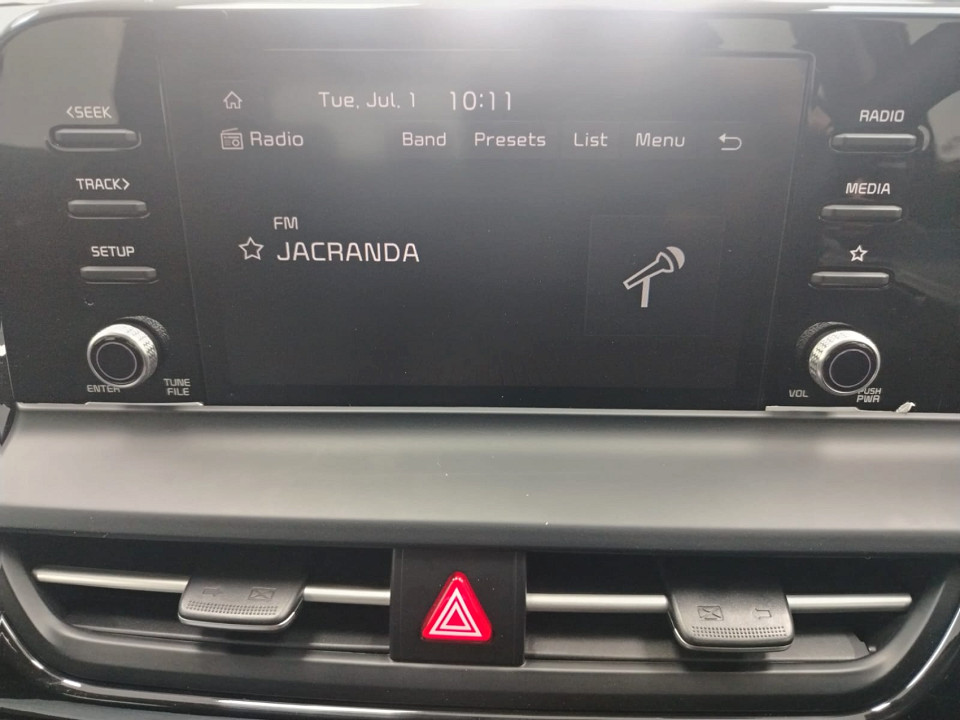 <SEEK
TRACK>
SETUP
ENTER
TUNE
FILE
Tue, Jul. 1 10:11
Radio Band Presets List Menu
FM
JACRANDA
RADIO
MEDIA
VOL
PUSH
PWR